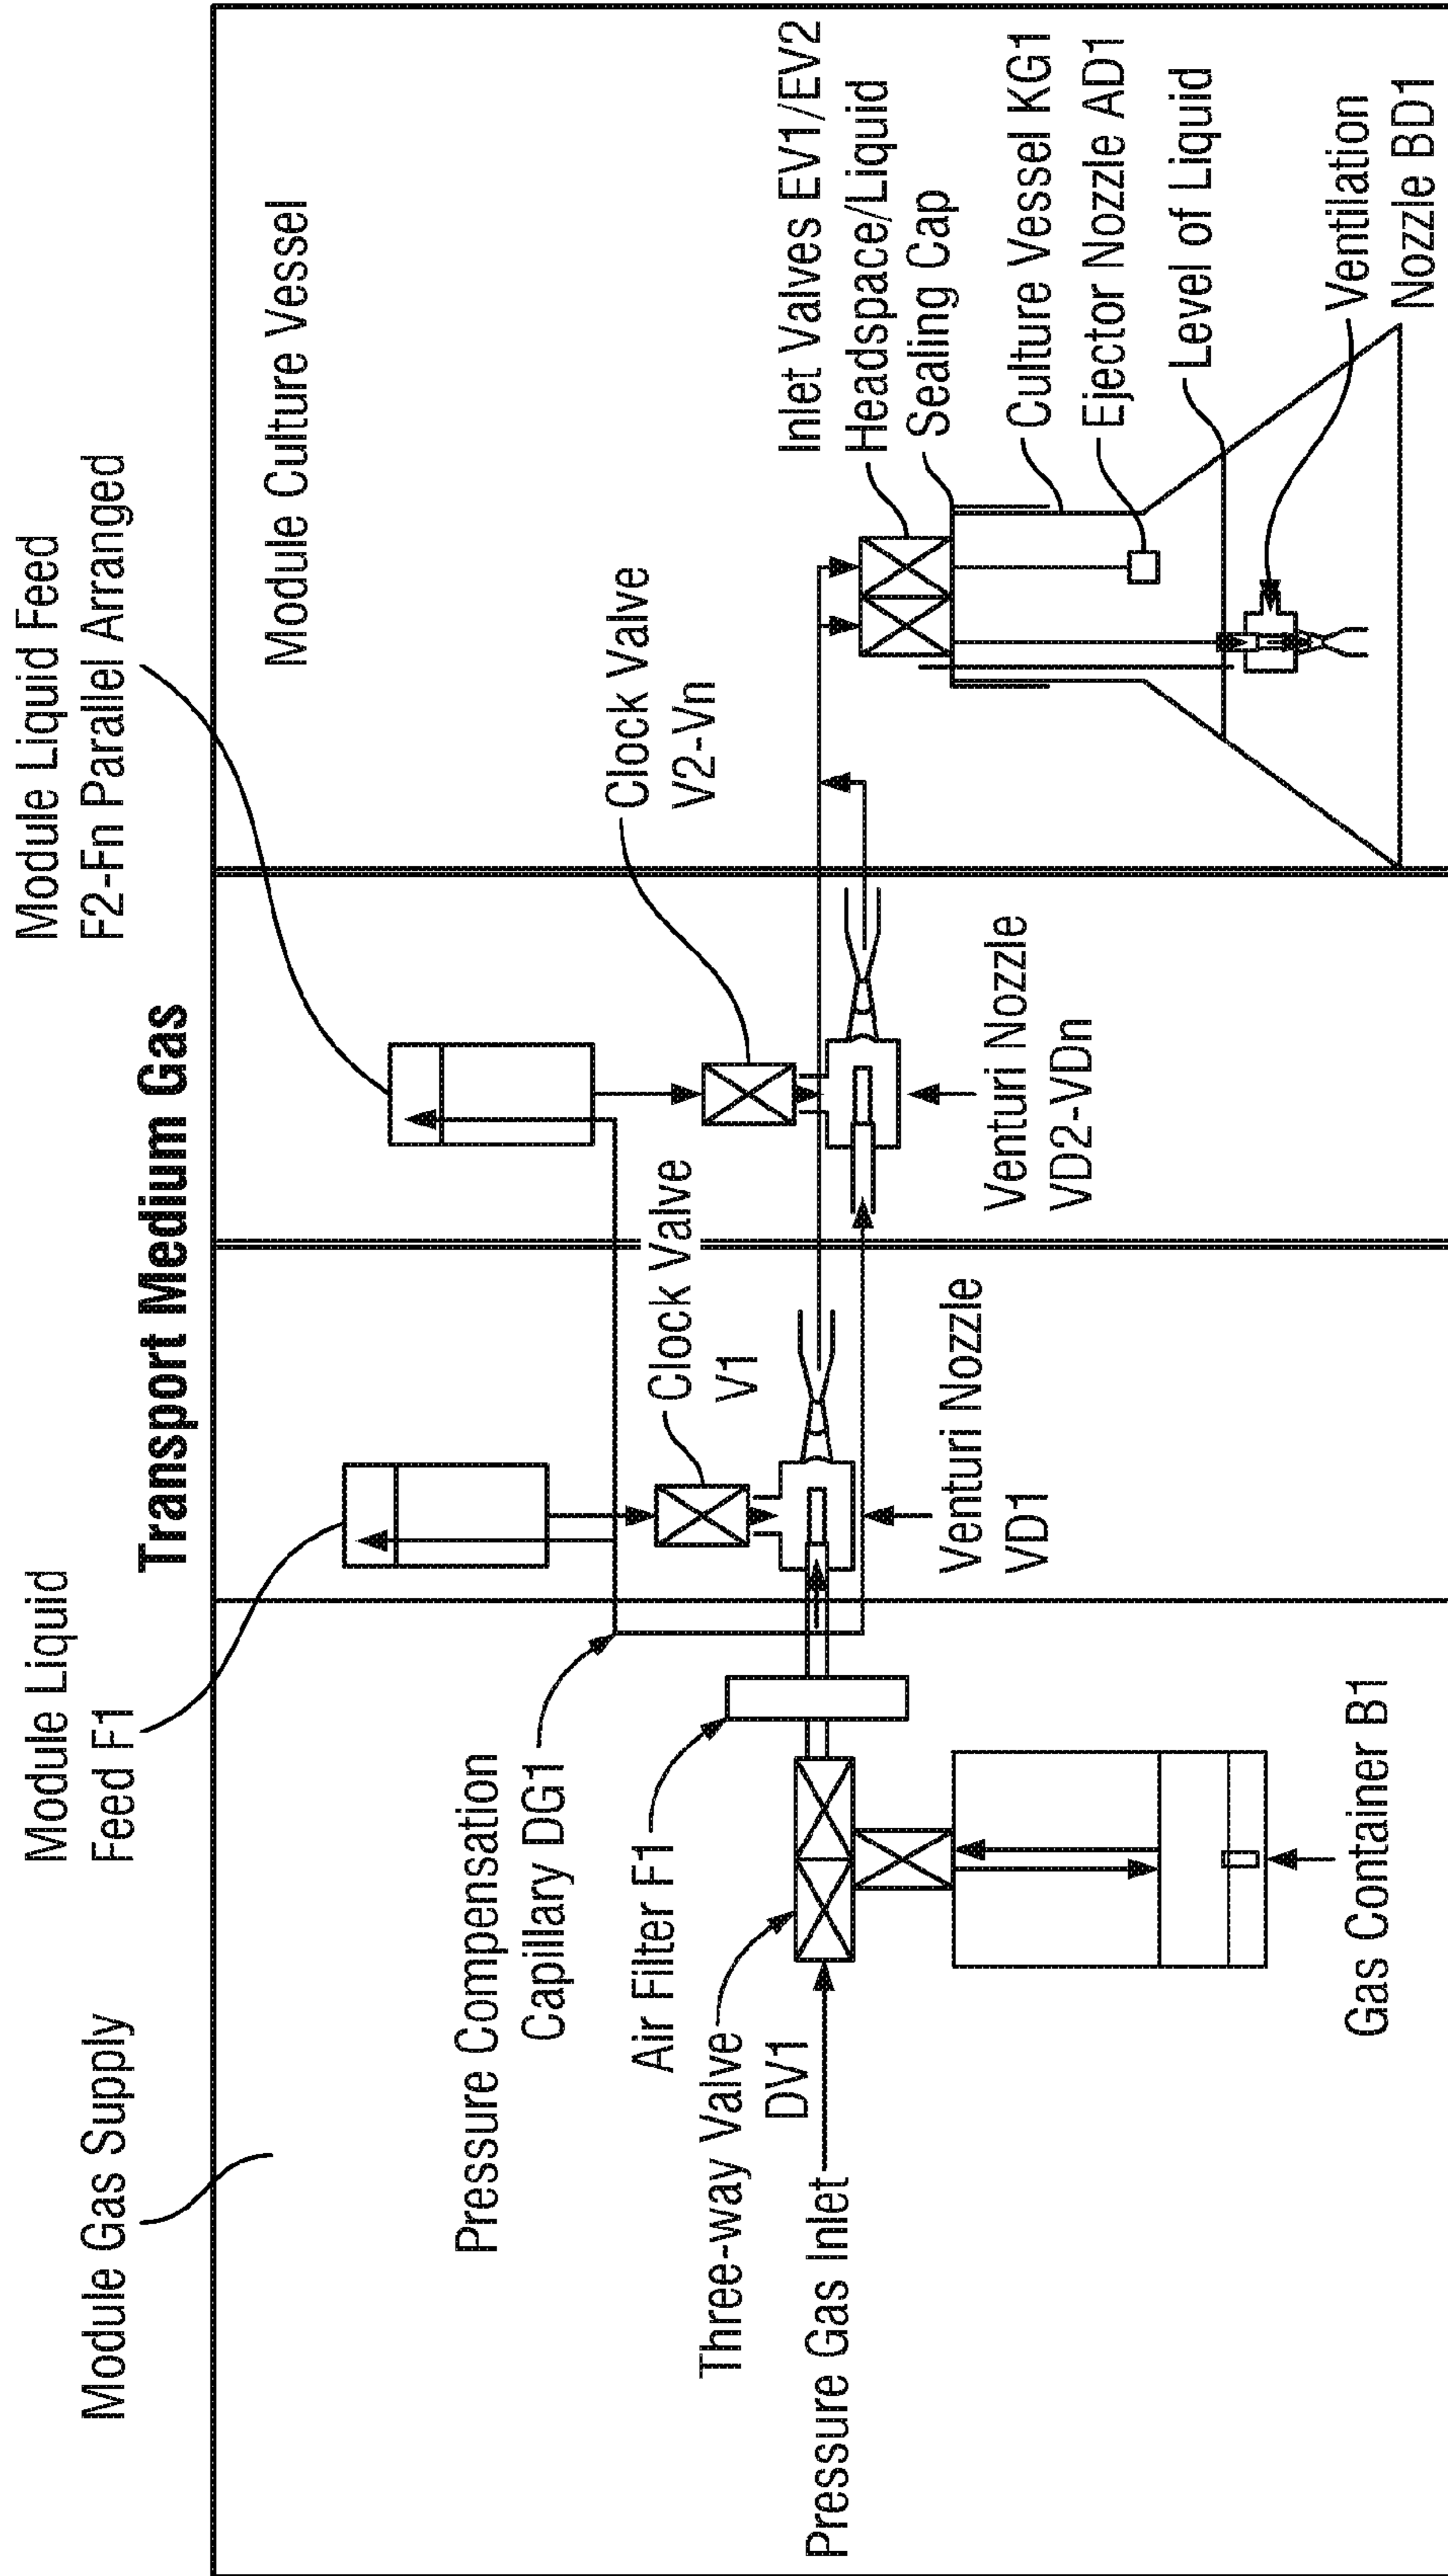 Transport Medium Gas
Module Gas Supply
Module Liquid
Feed F1
Module Liquid Feed
F2-Fn Parallel Arranged
Module Culture Vessel
Pressure Compensation
Capillary DG1
Air Filter F1
Three-way Valve
DV1
Pressure Gas Inlet
Gas Container B1
Clock Valve
V1
Venturi Nozzle
VD1
Clock Valve
V2-Vn
Venturi Nozzle
VD2-VDn
Inlet Valves EV1/EV2
Headspace/Liquid
Sealing Cap
Culture Vessel KG1
Ejector Nozzle AD1
Level of Liquid
Ventilation
Nozzle BD1